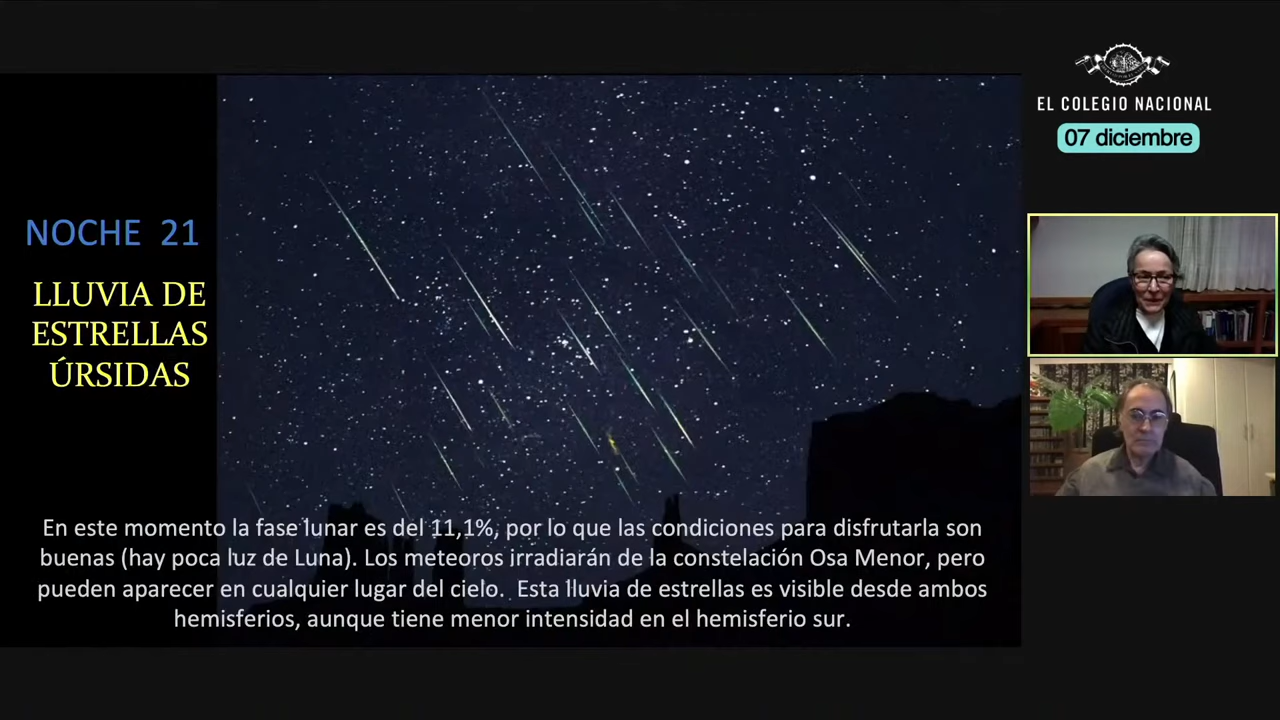 EL COLEGIO NACIONAL
07 diciembre
NOCHE 21
LLUVIA DE
ESTRELLAS
ÚRSIDAS
En este momento la fase lunar es del 11,1%, por lo que las condiciones para disfrutarla son
buenas (hay poca luz de Luna). Los meteoros irradiarán de la constelación Osa Menor, pero
pueden aparecer en cualquier lugar del cielo. Esta lluvia de estrellas es visible desde ambos
hemisferios, aunque tiene menor intensidad en el hemisferio sur.